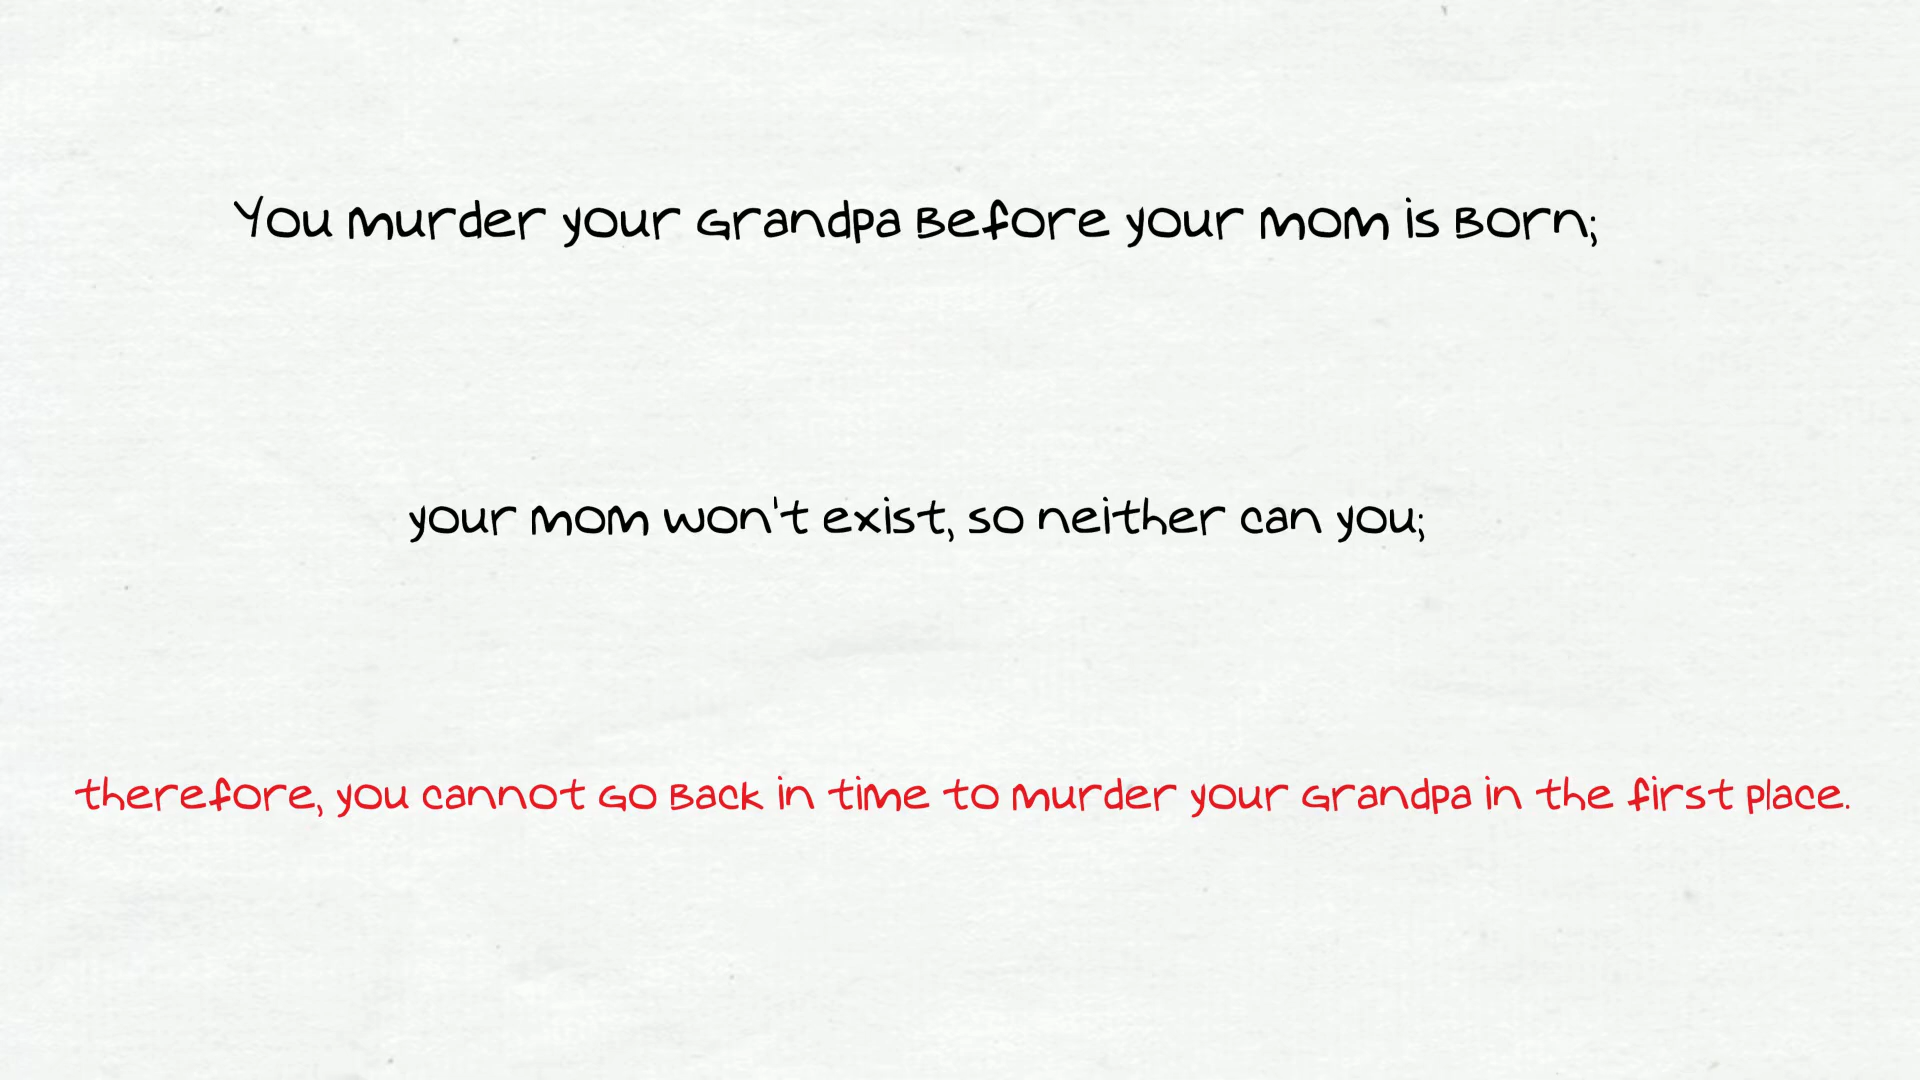 You murder your Grandpa Before your mom is Born;
your mom won't exist, so neither can you;
therefore, you cannot Go Back in time to murder your Grandpa in the first place.